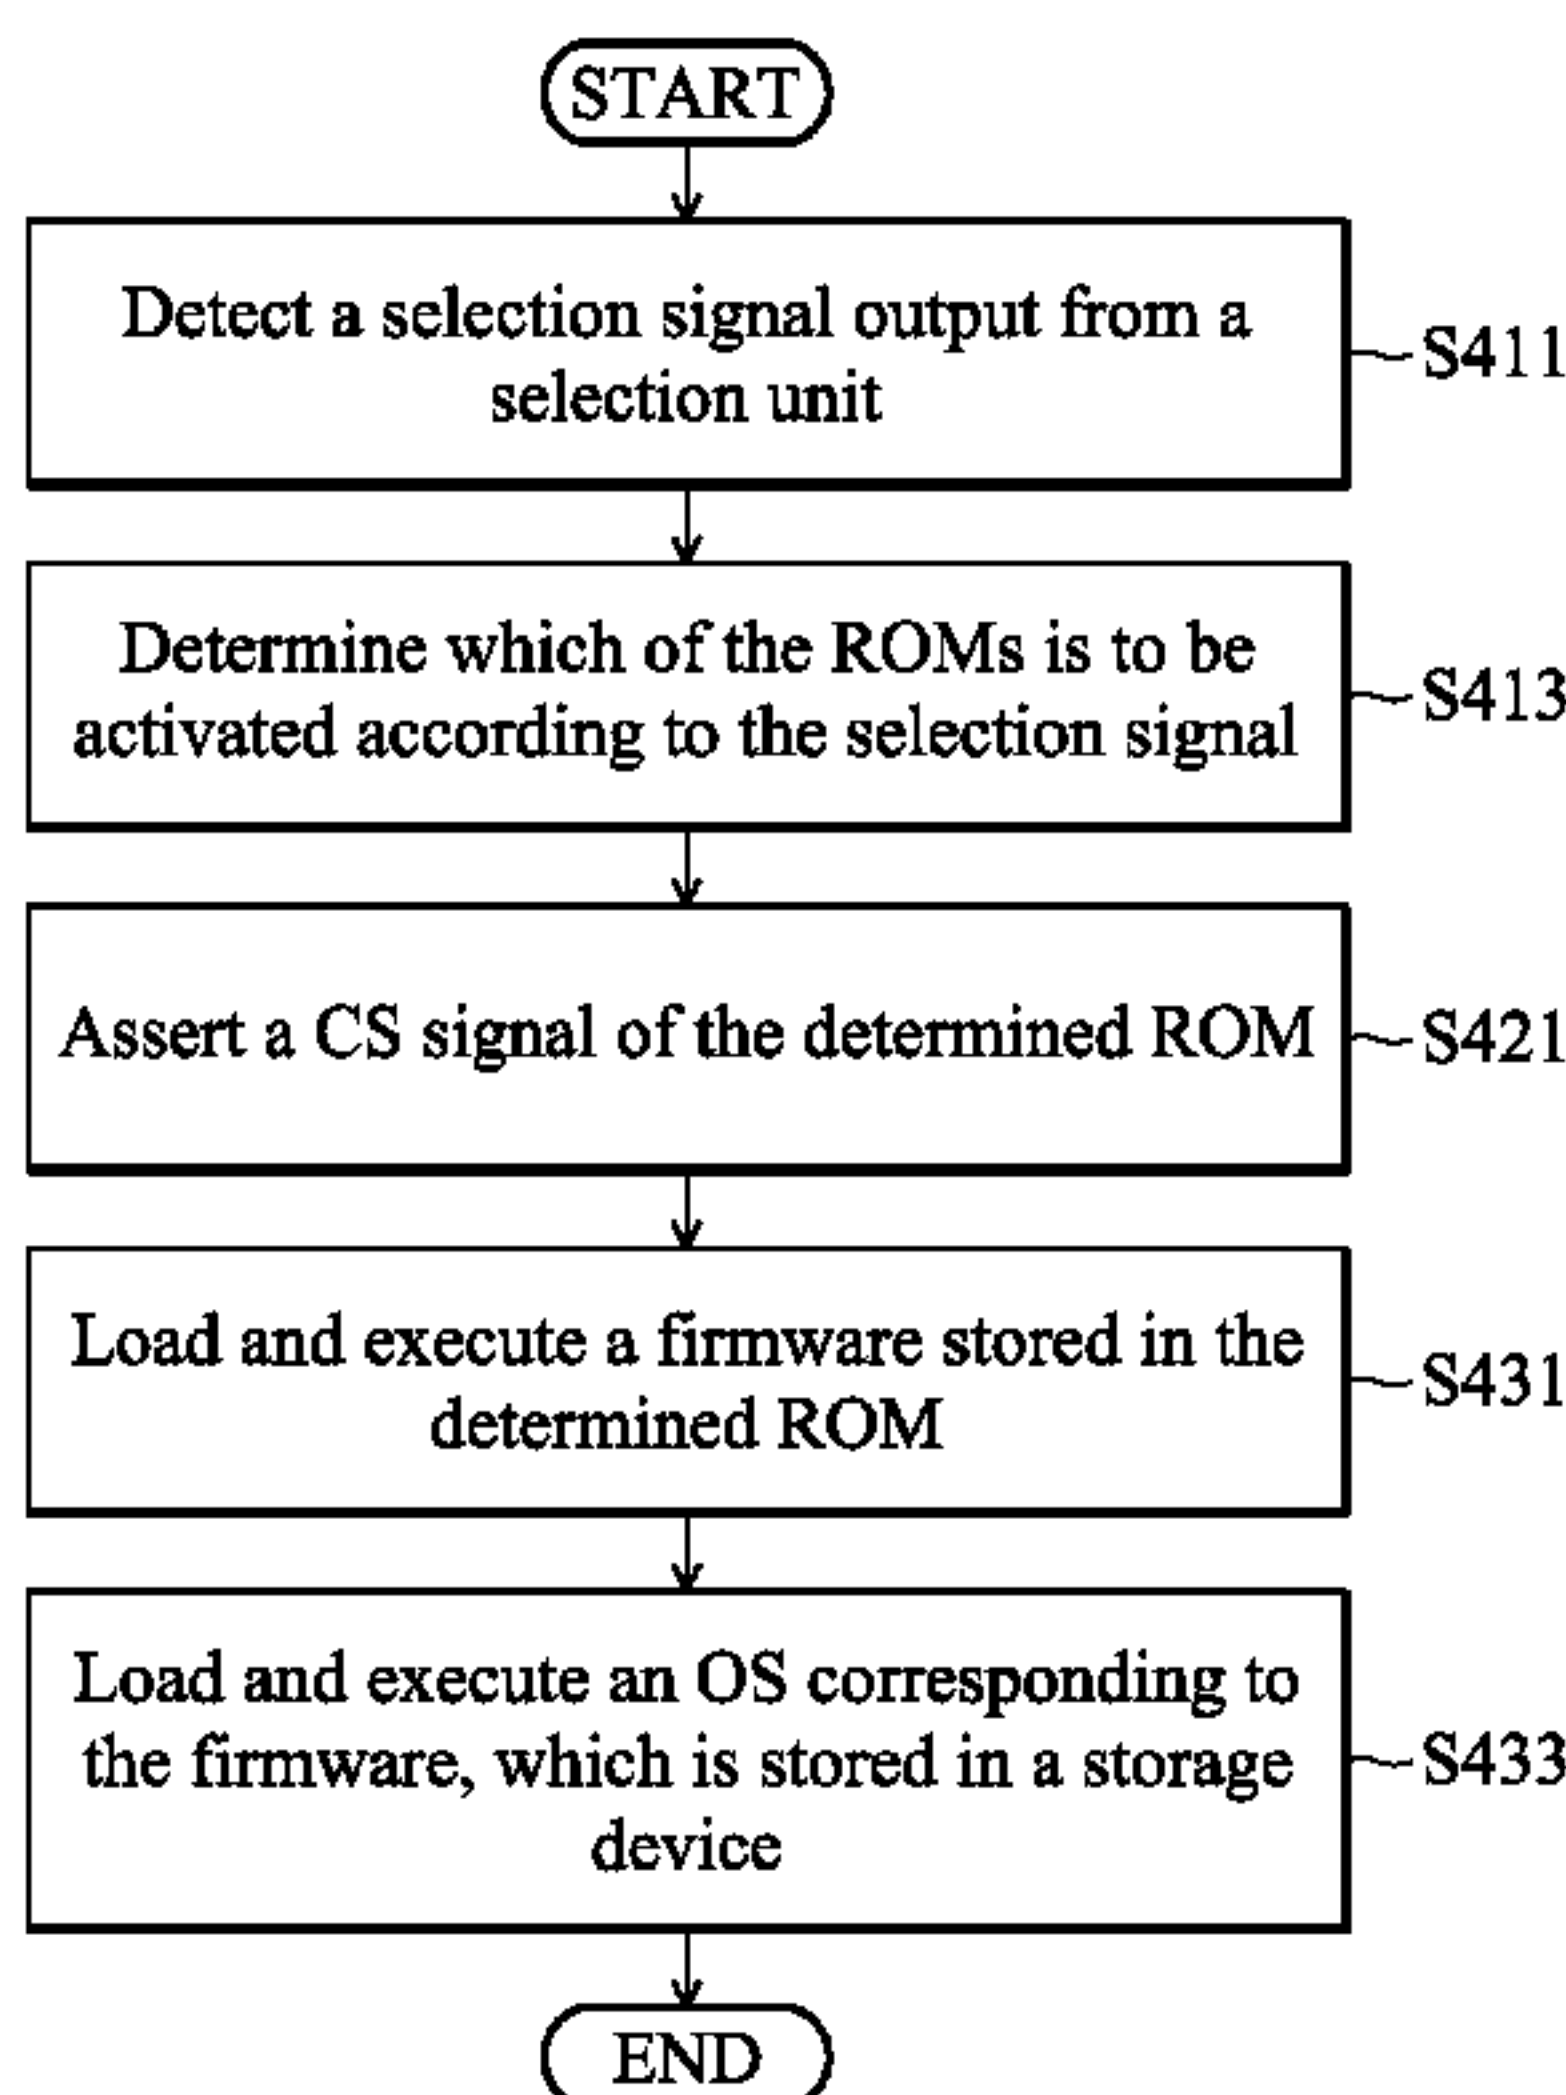 START
Detect a selection signal output from a
selection unit
S411
Determine which of the ROMs is to be
activated according to the selection signal
S413
Assert a CS signal of the determined ROM
S421
Load and execute a firmware stored in the
determined ROM
S431
Load and execute an OS corresponding to
the firmware, which is stored in a storage
device
S433
END